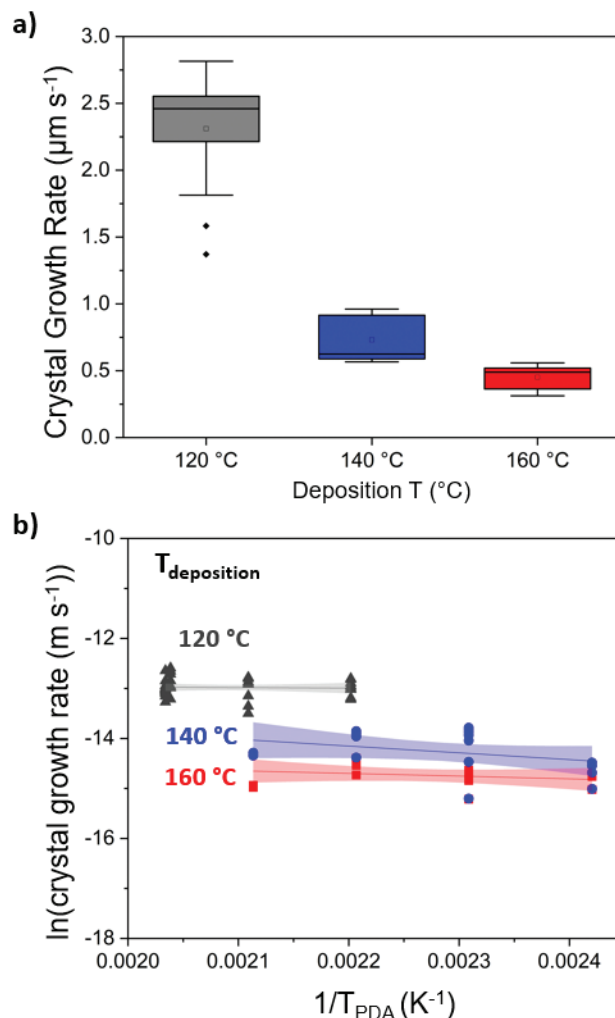 a)
Crystal Growth Rate (µm s⁻¹)
3.0
2.5
2.0
1.5
1.0
0.5
0.0
120 °C
140 °C
160 °C
Deposition T (°C)
b)
ln(crystal growth rate (m s⁻¹))
-10
-12
-14
-16
-18
T_deposition
120 °C
140 °C
160 °C
0.0020
0.0021
0.0022
0.0023
0.0024
1/T_PDA (K⁻¹)